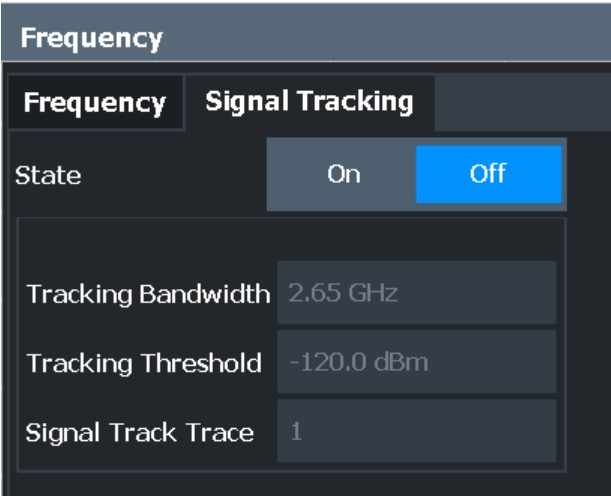 Frequency
Frequency Signal Tracking
State On Off
Tracking Bandwidth 2.65 GHz
Tracking Threshold -120.0 dBm
Signal Track Trace 1